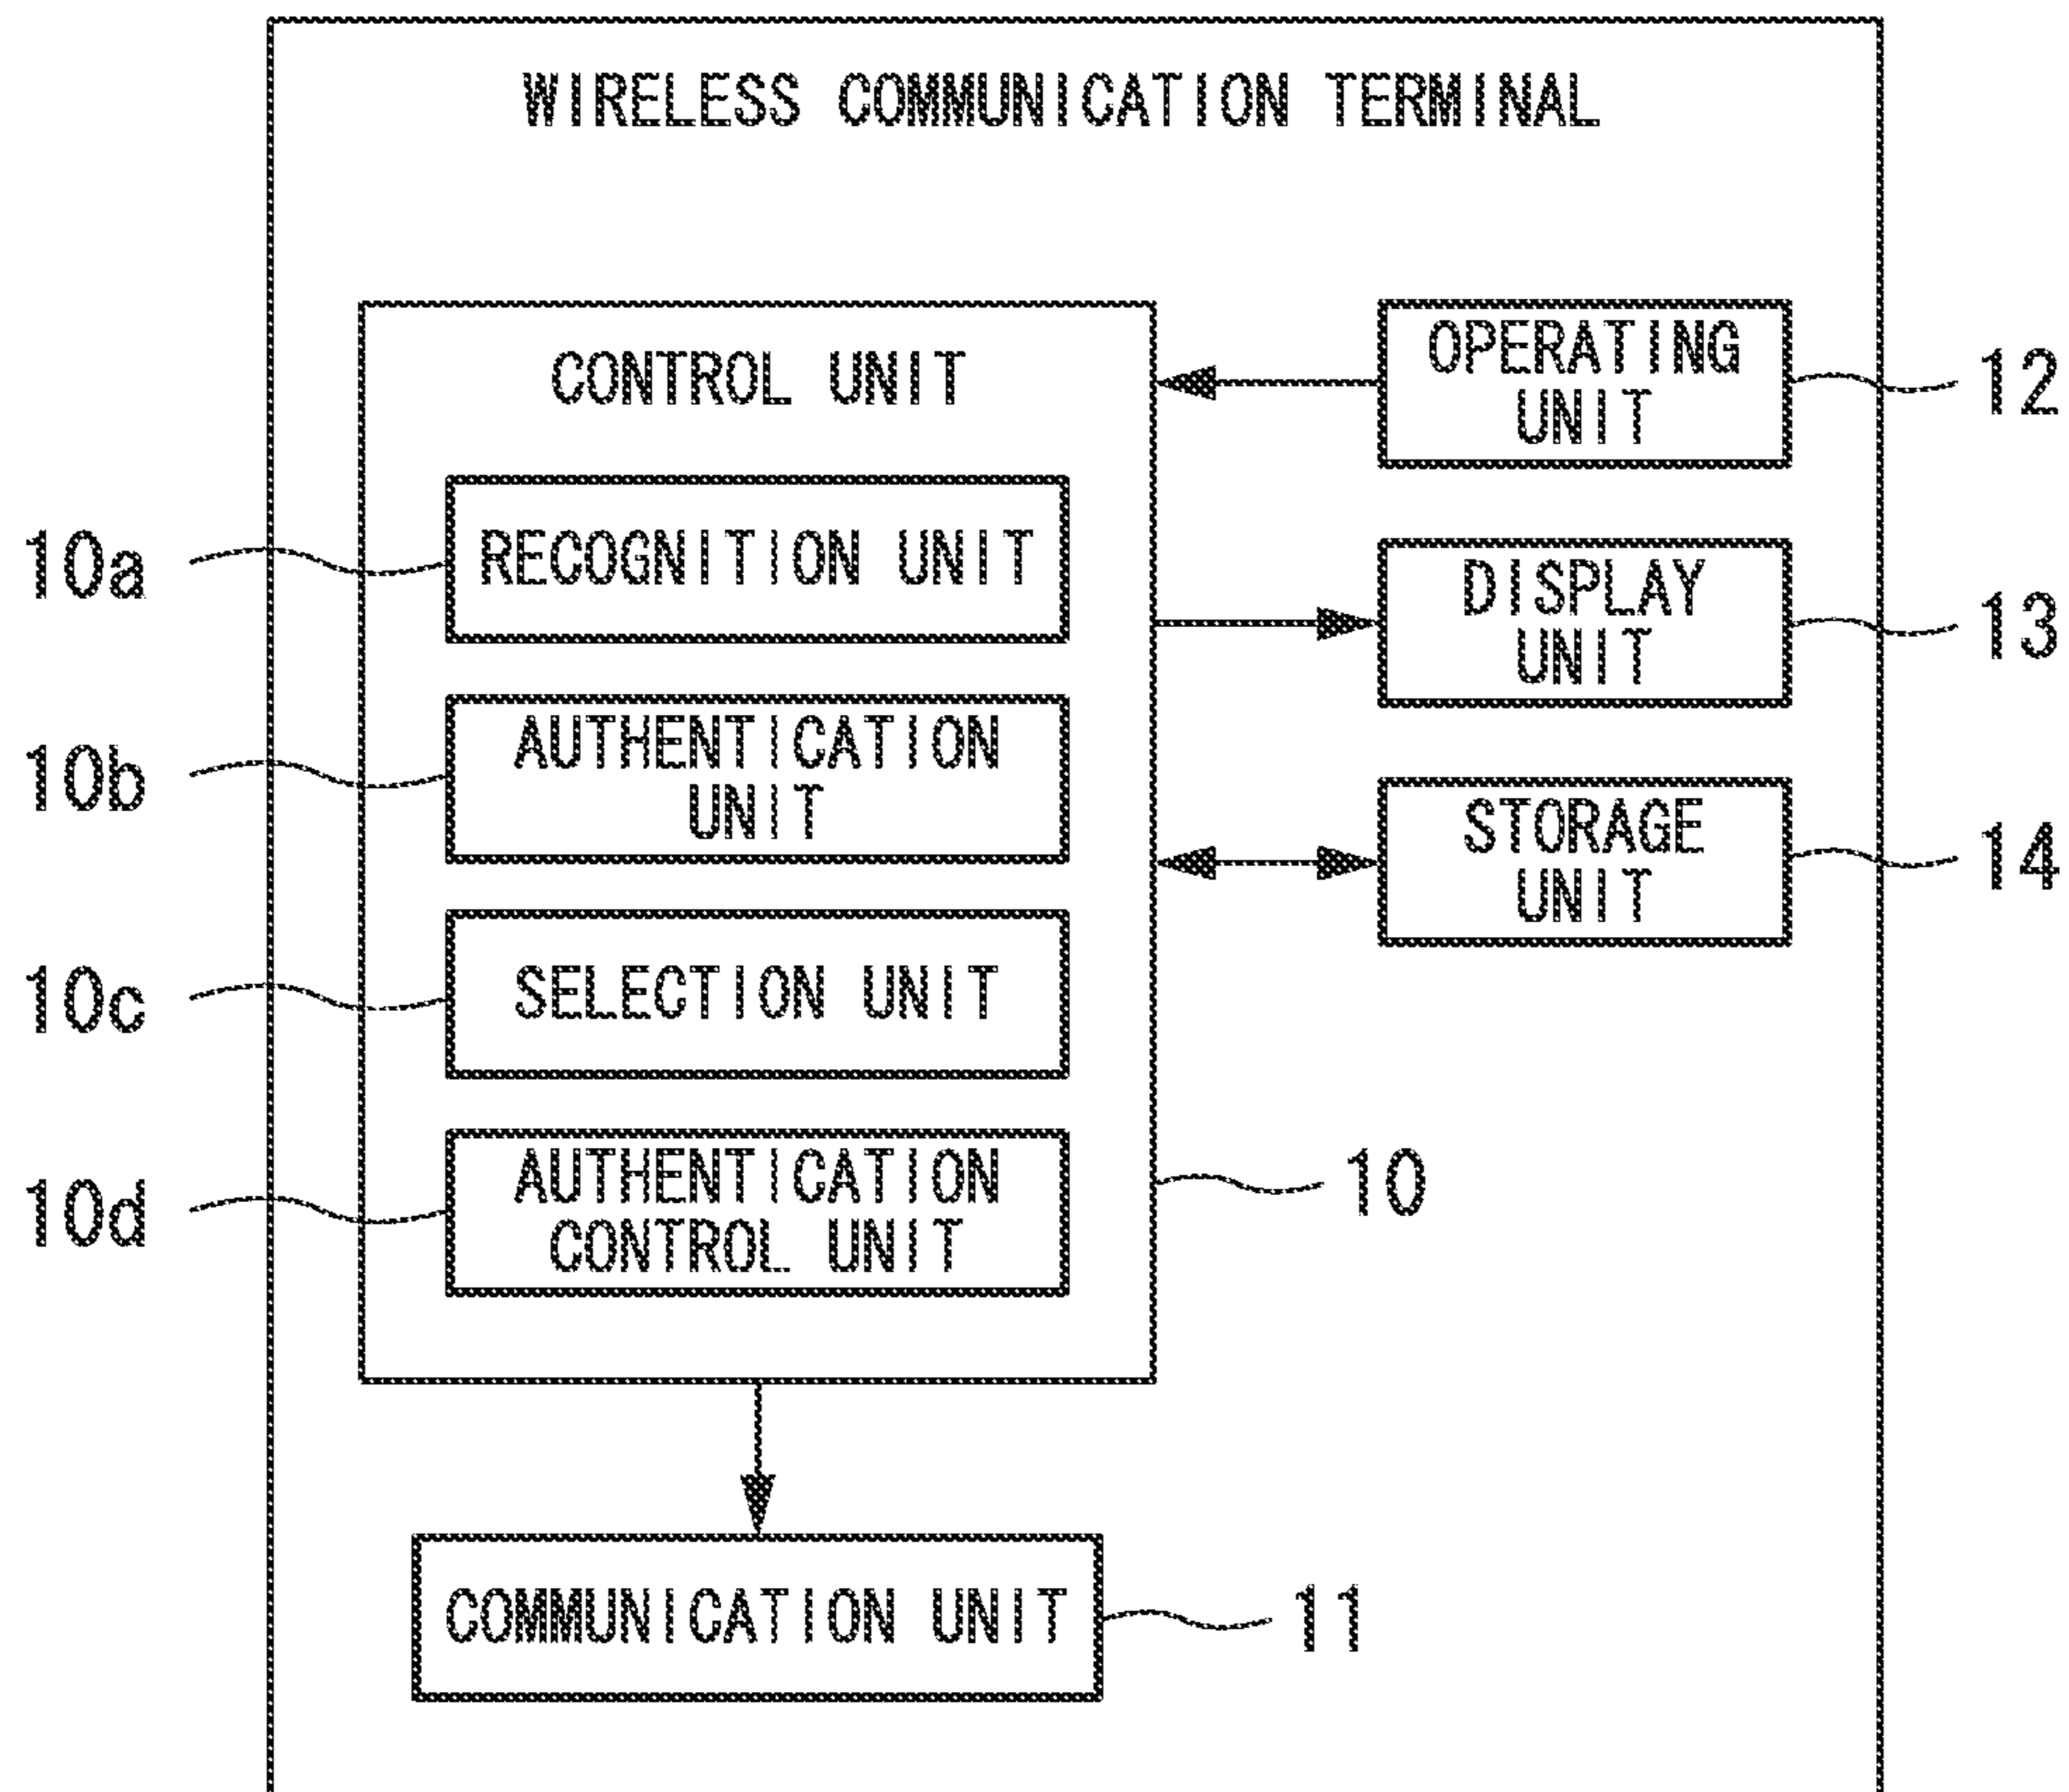 WIRELESS COMMUNICATION TERMINAL
CONTROL UNIT
OPERATING
UNIT
12
10a
RECOGNITION UNIT
DISPLAY
UNIT
13
10b
AUTHENTICATION
UNIT
STORAGE
UNIT
14
10c
SELECTION UNIT
10d
AUTHENTICATION
CONTROL UNIT
10
COMMUNICATION UNIT
11